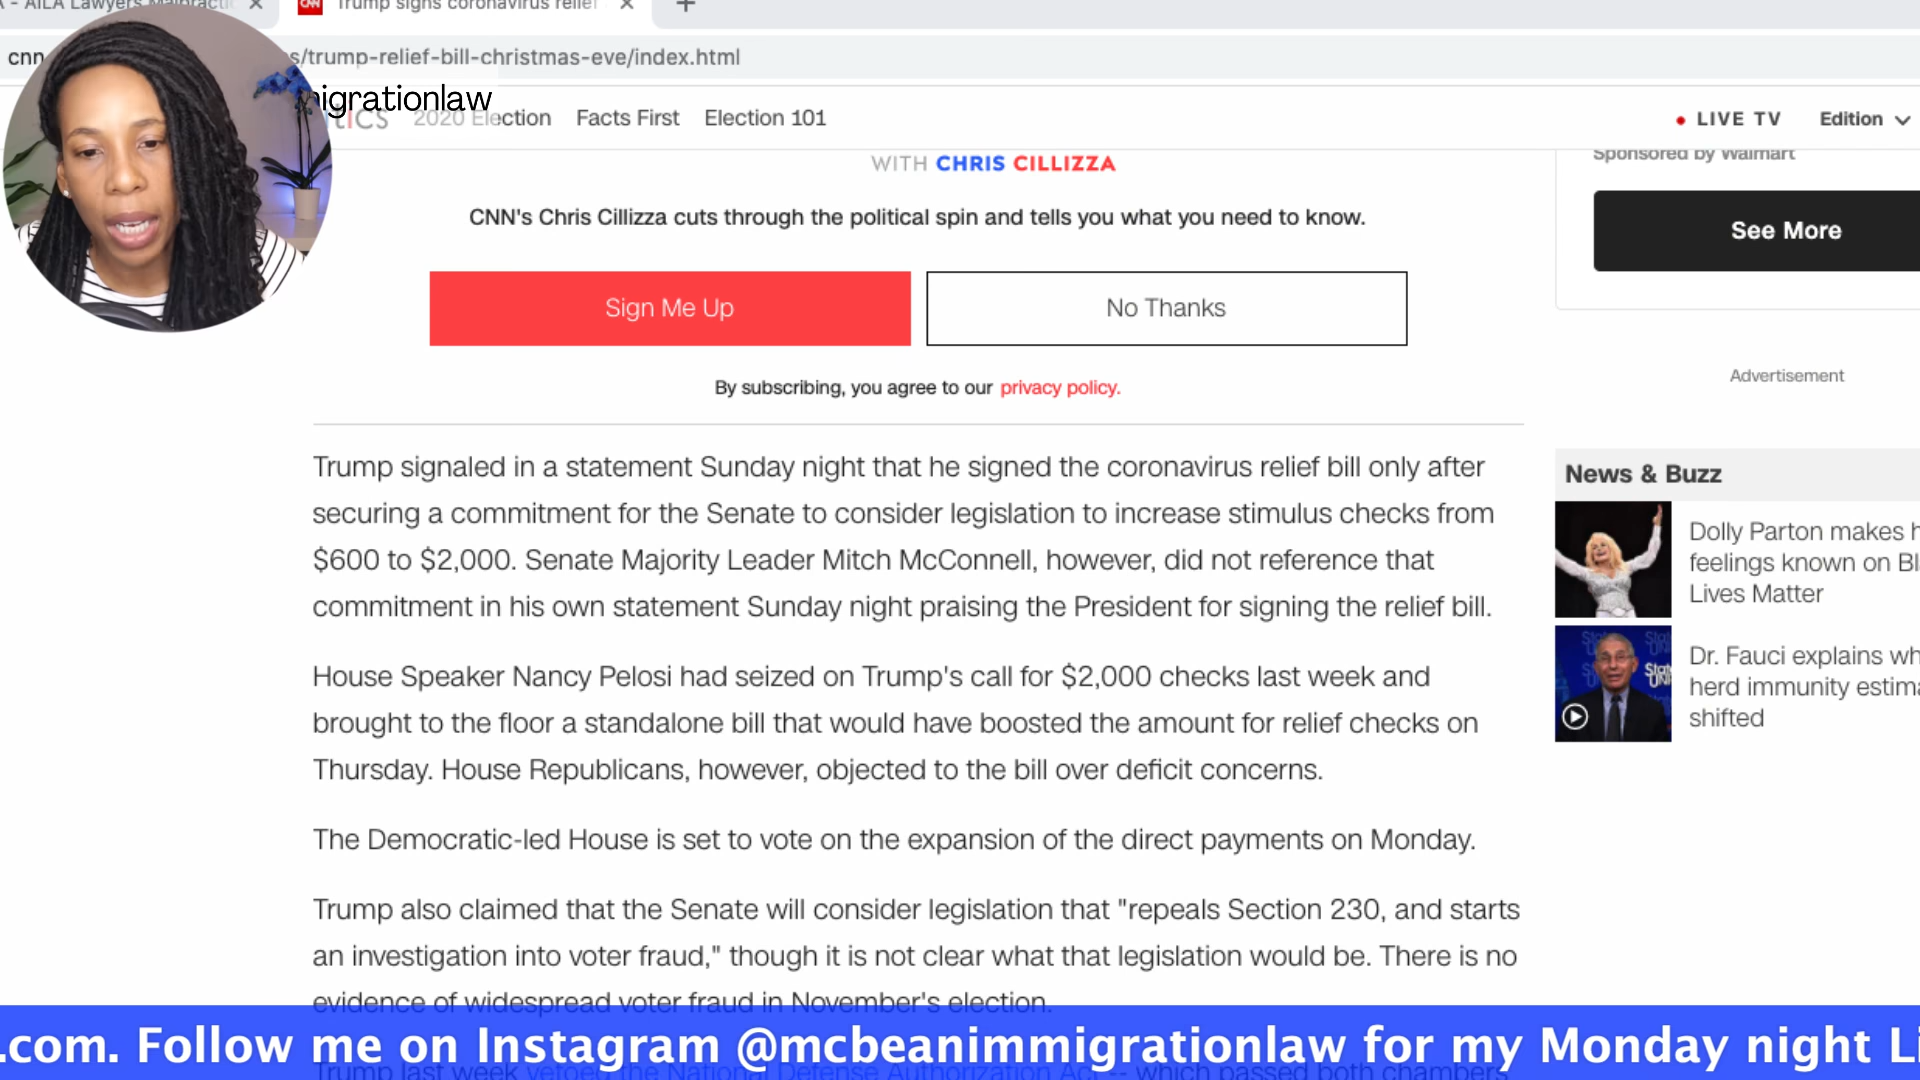 AILA Lawyers Malpracti
CNN Trump signs coronavirus relief
cnn
s/trump-relief-bill-christmas-eve/index.html
igrationlaw
tics 2020 Election Facts First Election 101
LIVE TV Edition
WITH CHRIS CILLIZZA
Sponsored by Walmart
CNN's Chris Cillizza cuts through the political spin and tells you what you need to know.
See More
Sign Me Up No Thanks
By subscribing, you agree to our privacy policy.
Advertisement
Trump signaled in a statement Sunday night that he signed the coronavirus relief bill only after
securing a commitment for the Senate to consider legislation to increase stimulus checks from
$600 to $2,000. Senate Majority Leader Mitch McConnell, however, did not reference that
commitment in his own statement Sunday night praising the President for signing the relief bill.
House Speaker Nancy Pelosi had seized on Trump's call for $2,000 checks last week and
brought to the floor a standalone bill that would have boosted the amount for relief checks on
Thursday. House Republicans, however, objected to the bill over deficit concerns.
The Democratic-led House is set to vote on the expansion of the direct payments on Monday.
Trump also claimed that the Senate will consider legislation that "repeals Section 230, and starts
an investigation into voter fraud," though it is not clear what that legislation would be. There is no
evidence of widespread voter fraud in November's election.
Trump last week vetoed the National Defense Authorization Act -- which passed both chambers
News & Buzz
Dolly Parton makes h
feelings known on Bl
Lives Matter
Dr. Fauci explains wh
herd immunity estima
shifted
.com. Follow me on Instagram @mcbeanimmigrationlaw for my Monday night Li